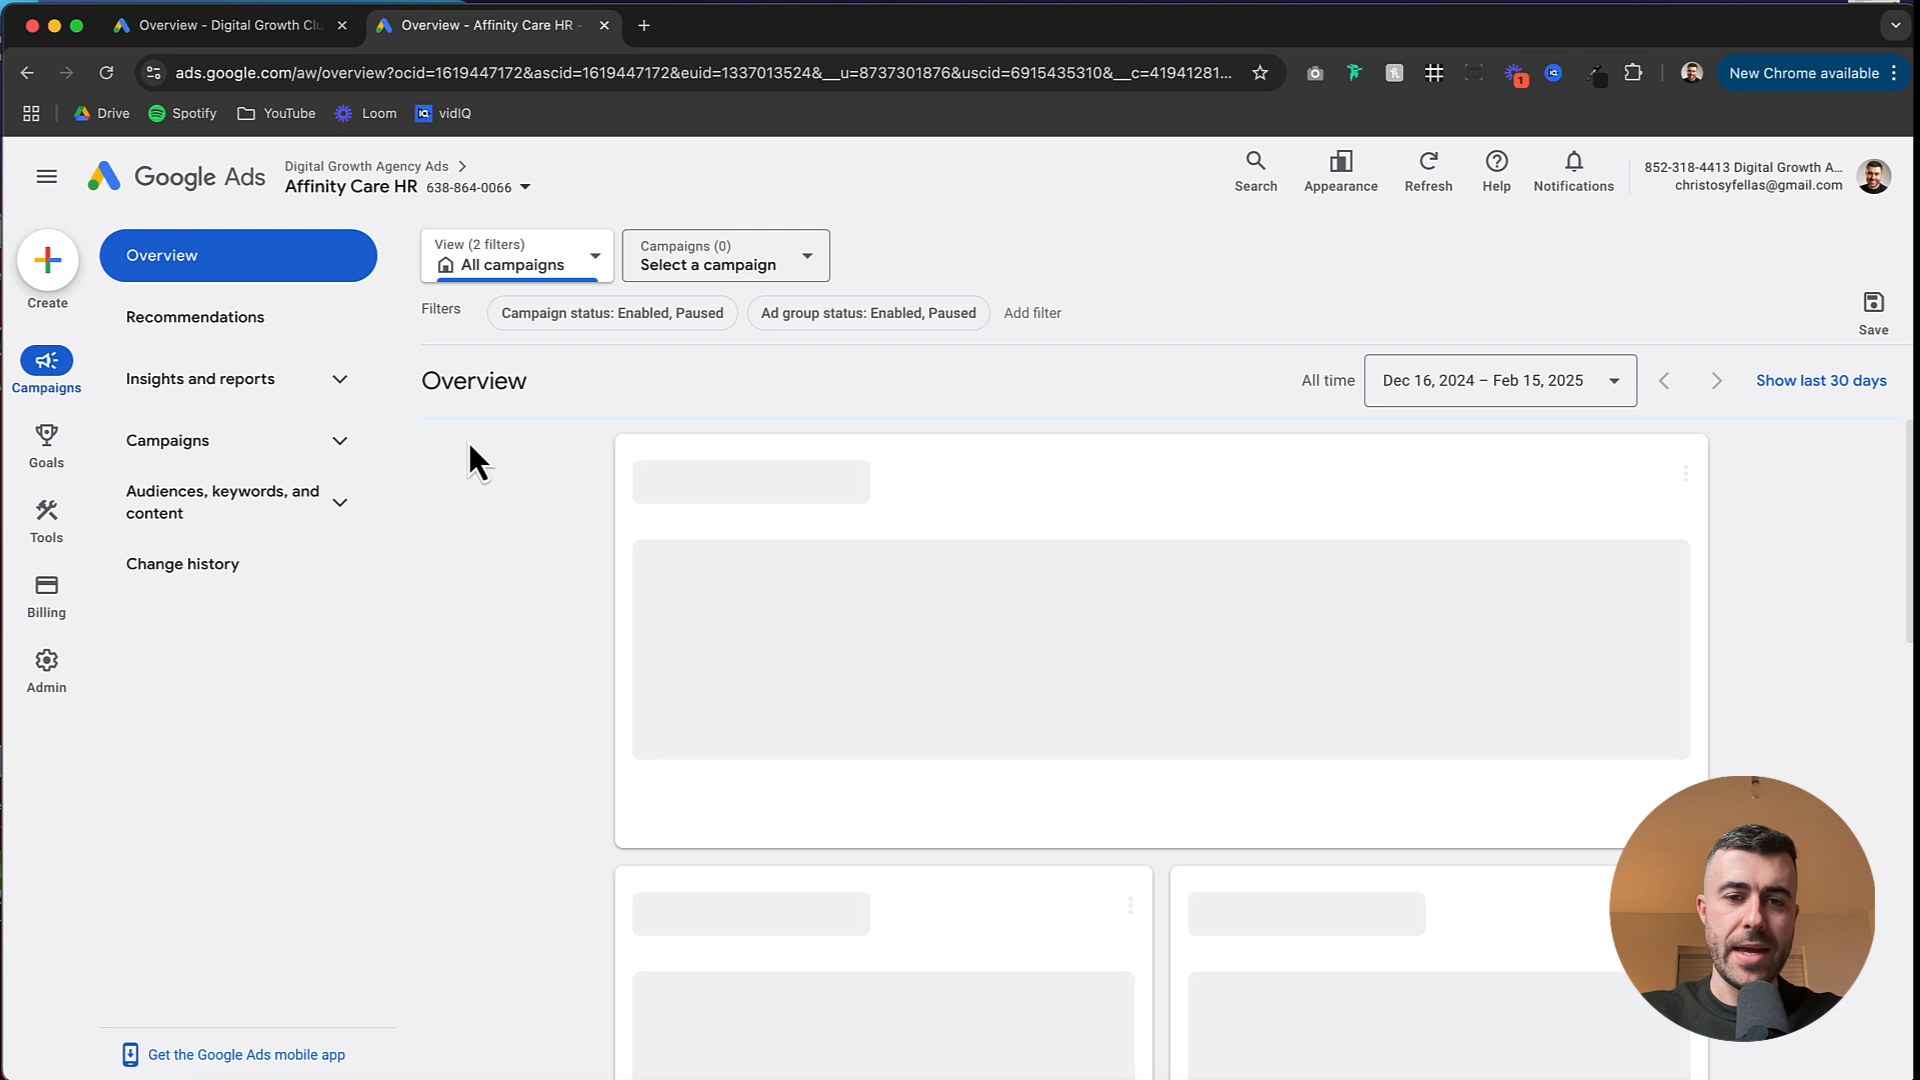 Overview - Digital Growth Clu
Overview - Affinity Care HR -
ads.google.com/aw/overview?ocid=1619447172&ascid=1619447172&euid=1337013524&__u=8737301876&uscid=6915435310&__c=41941281...
1
New Chrome available
Drive
Spotify
YouTube
Loom
vidIQ
Google Ads
Digital Growth Agency Ads
Affinity Care HR 638-864-0066
Search
Appearance
Refresh
Help
Notifications
852-318-4413 Digital Growth A...
christosyfellas@gmail.com
Create
Campaigns
Goals
Tools
Billing
Admin
Overview
Recommendations
Insights and reports
Campaigns
Audiences, keywords, and
content
Change history
Get the Google Ads mobile app
View (2 filters)
All campaigns
Campaigns (0)
Select a campaign
Filters
Campaign status: Enabled, Paused
Ad group status: Enabled, Paused
Add filter
Save
Overview
All time
Dec 16, 2024 – Feb 15, 2025
Show last 30 days